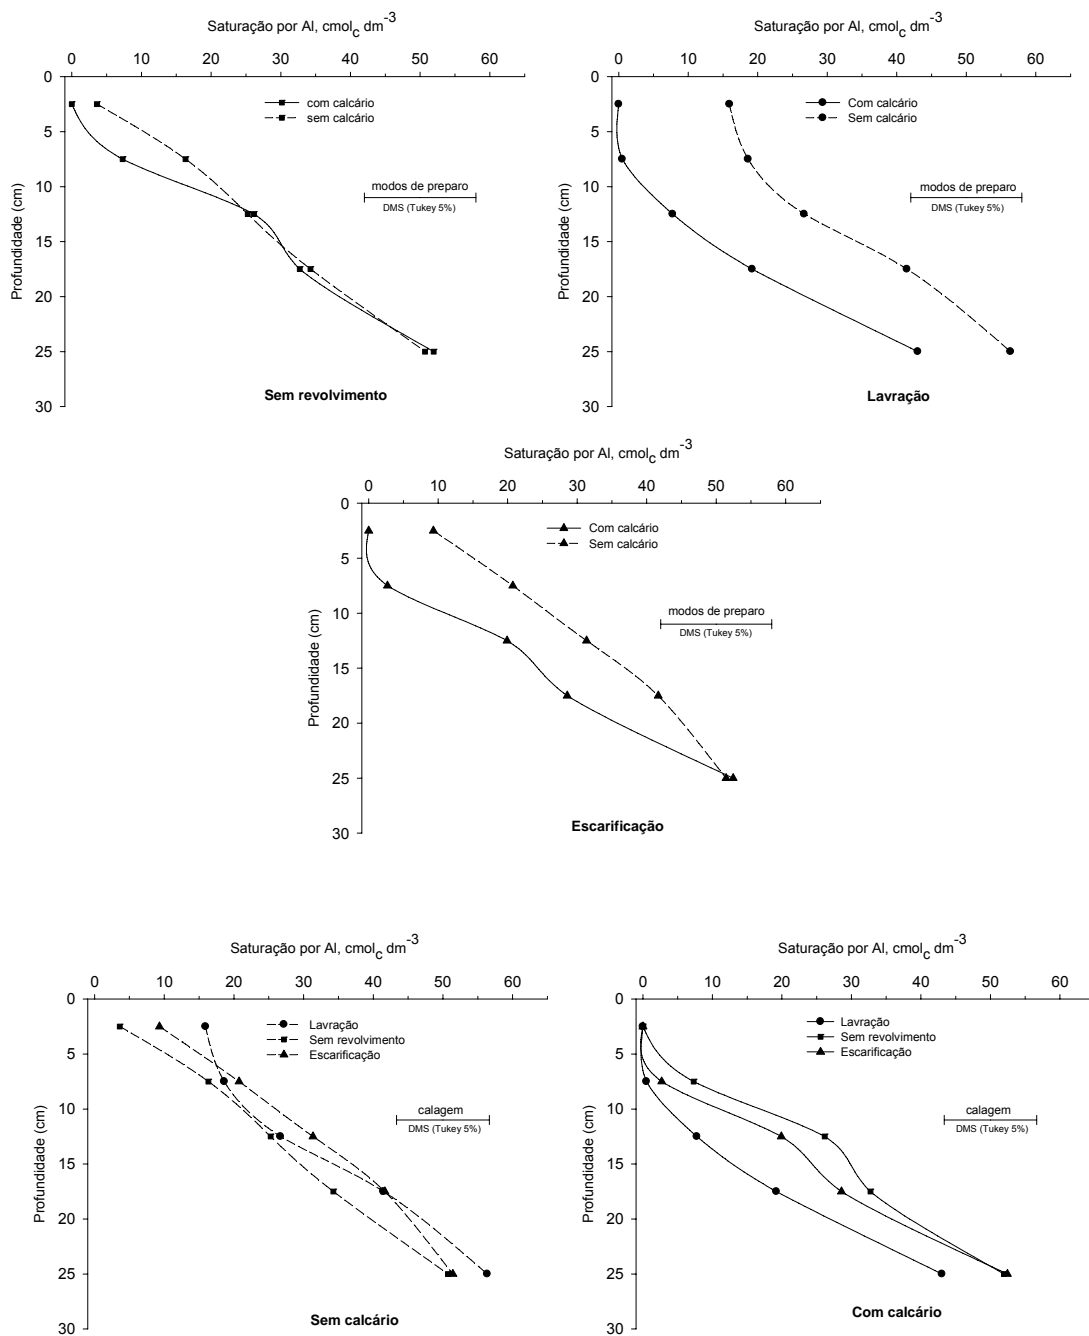 Saturação por Al, cmolc dm-3
0 10 20 30 40 50 60
0
5
10
15
20
25
30
Profundidade (cm)
com calcário
sem calcário
modos de preparo
DMS (Tukey 5%)
Sem revolvimento
Saturação por Al, cmolc dm-3
0 10 20 30 40 50 60
0
5
10
15
20
25
30
Profundidade (cm)
Com calcário
Sem calcário
modos de preparo
DMS (Tukey 5%)
Lavração
Saturação por Al, cmolc dm-3
0 10 20 30 40 50 60
0
5
10
15
20
25
30
Profundidade (cm)
Com calcário
Sem calcário
modos de preparo
DMS (Tukey 5%)
Escarificação
Saturação por Al, cmolc dm-3
0 10 20 30 40 50 60
0
5
10
15
20
25
30
Profundidade (cm)
Lavração
Sem revolvimento
Escarificação
calagem
DMS (Tukey 5%)
Sem calcário
Saturação por Al, cmolc dm-3
0 10 20 30 40 50 60
0
5
10
15
20
25
30
Profundidade (cm)
Lavração
Sem revolvimento
Escarificação
calagem
DMS (Tukey 5%)
Com calcário